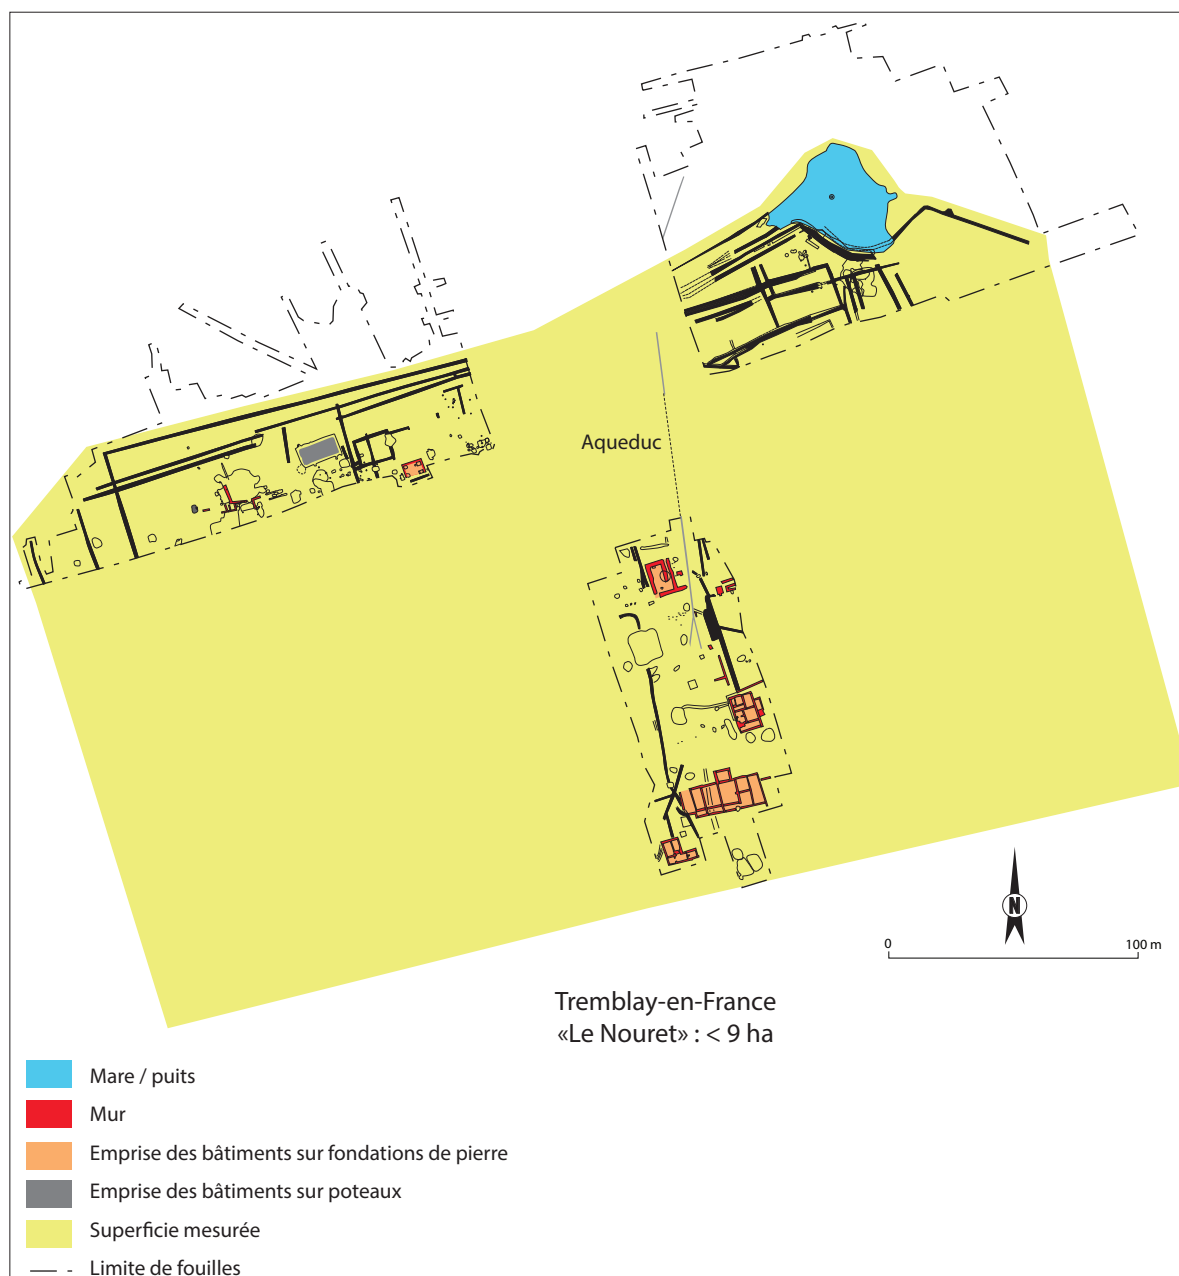 Aqueduc
N
0 100 m
Tremblay-en-France
«Le Nouret» : < 9 ha
Mare / puits
Mur
Emprise des bâtiments sur fondations de pierre
Emprise des bâtiments sur poteaux
Superficie mesurée
Limite de fouilles